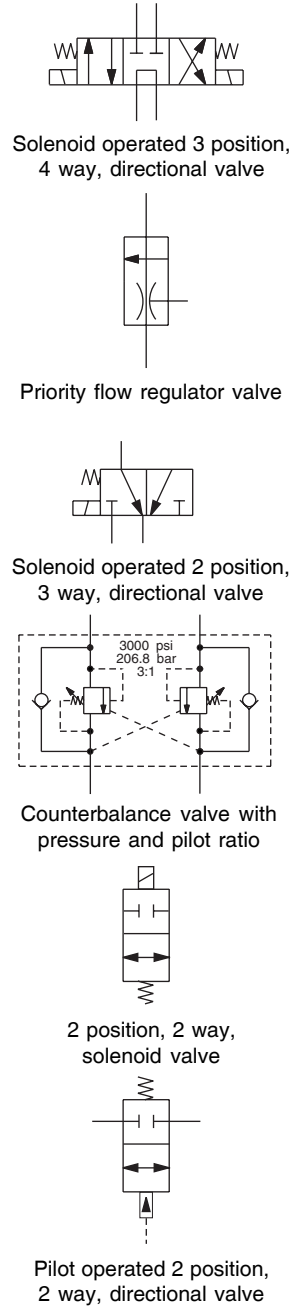 Solenoid operated 3 position,
4 way, directional valve
Priority flow regulator valve
Solenoid operated 2 position,
3 way, directional valve
3000 psi
206.8 bar
3:1
Counterbalance valve with
pressure and pilot ratio
2 position, 2 way,
solenoid valve
Pilot operated 2 position,
2 way, directional valve